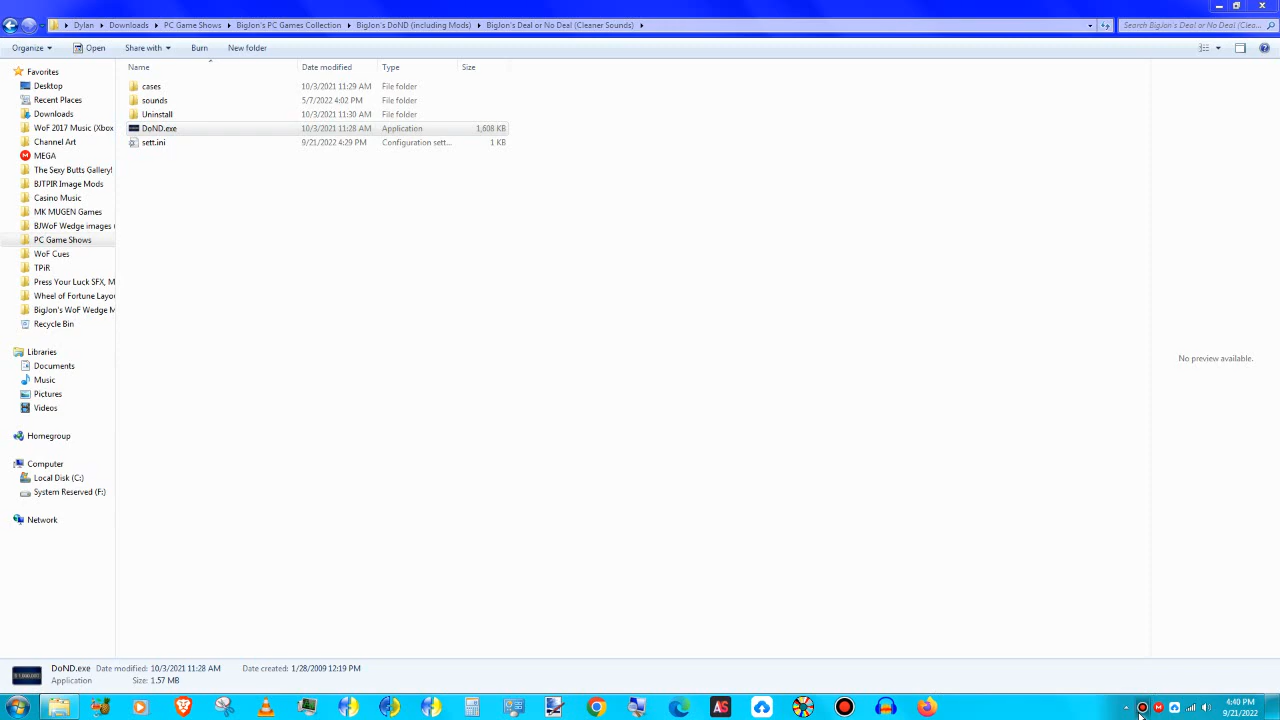 Dylan Downloads PC Game Shows BigJon's PC Games Collection BigJon's DoND (including Mods) BigJon's Deal or No Deal (Cleaner Sounds) Search BigJon's Deal or No Deal (Clea...
Organize Open Share with Burn New folder
Name Date modified Type Size
Favorites
Desktop
Recent Places
Downloads
WoF 2017 Music (Xbox
Channel Art
MEGA
The Sexy Butts Gallery!
BJTPIR Image Mods
Casino Music
MK MUGEN Games
BJWoF Wedge images (
PC Game Shows
WoF Cues
TPiR
Press Your Luck SFX, M
Wheel of Fortune Layou
BigJon's WoF Wedge M
Recycle Bin
Libraries
Documents
Music
Pictures
Videos
Homegroup
Computer
Local Disk (C:)
System Reserved (F:)
Network
cases 10/3/2021 11:29 AM File folder
sounds 5/7/2022 4:02 PM File folder
Uninstall 10/3/2021 11:30 AM File folder
DoND.exe 10/3/2021 11:28 AM Application 1,608 KB
sett.ini 9/21/2022 4:29 PM Configuration sett... 1 KB
No preview available.
DoND.exe Date modified: 10/3/2021 11:28 AM Date created: 1/28/2009 12:19 PM
Application Size: 1.57 MB
AS
4:40 PM
9/21/2022